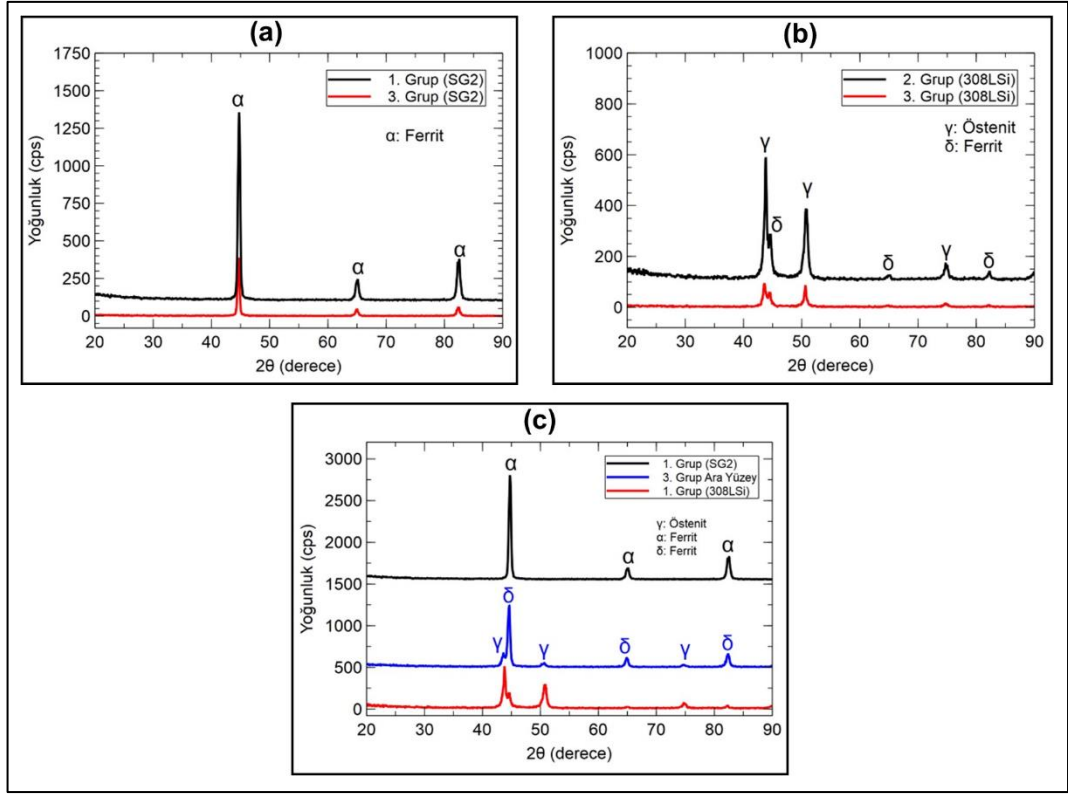 (a)
1750
1500
1250
1000
750
500
250
0
Yoğunluk (cps)
1. Grup (SG2)
3. Grup (SG2)
α: Ferrit
α
α
α
20 30 40 50 60 70 80 90
2θ (derece)
(b)
1000
800
600
400
200
0
Yoğunluk (cps)
2. Grup (308LSi)
3. Grup (308LSi)
γ: Östenit
δ: Ferrit
γ
δ
γ
δ
γ
δ
20 30 40 50 60 70 80 90
2θ (derece)
(c)
3000
2500
2000
1500
1000
500
0
Yoğunluk (cps)
1. Grup (SG2)
3. Grup Ara Yüzey
1. Grup (308LSi)
γ: Östenit
α: Ferrit
δ: Ferrit
α
α
α
γ
δ
γ
δ
γ
δ
20 30 40 50 60 70 80 90
2θ (derece)